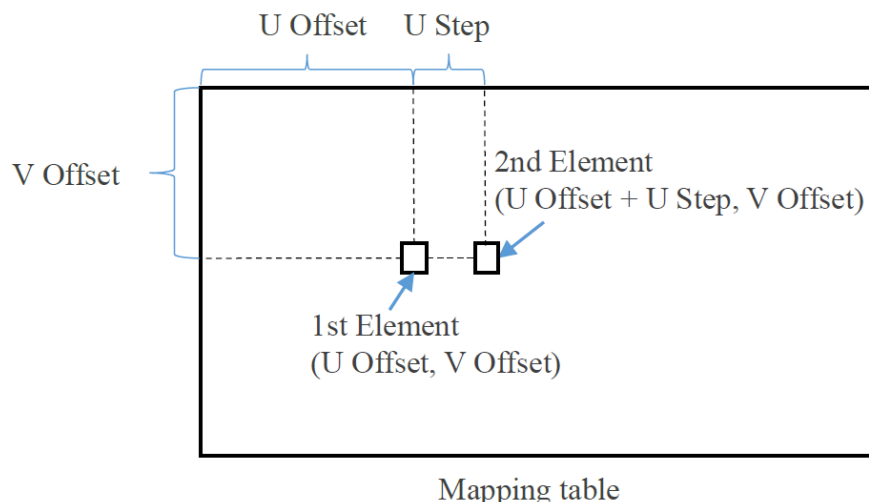 U Offset
U Step
V Offset
2nd Element
(U Offset + U Step, V Offset)
1st Element
(U Offset, V Offset)
Mapping table